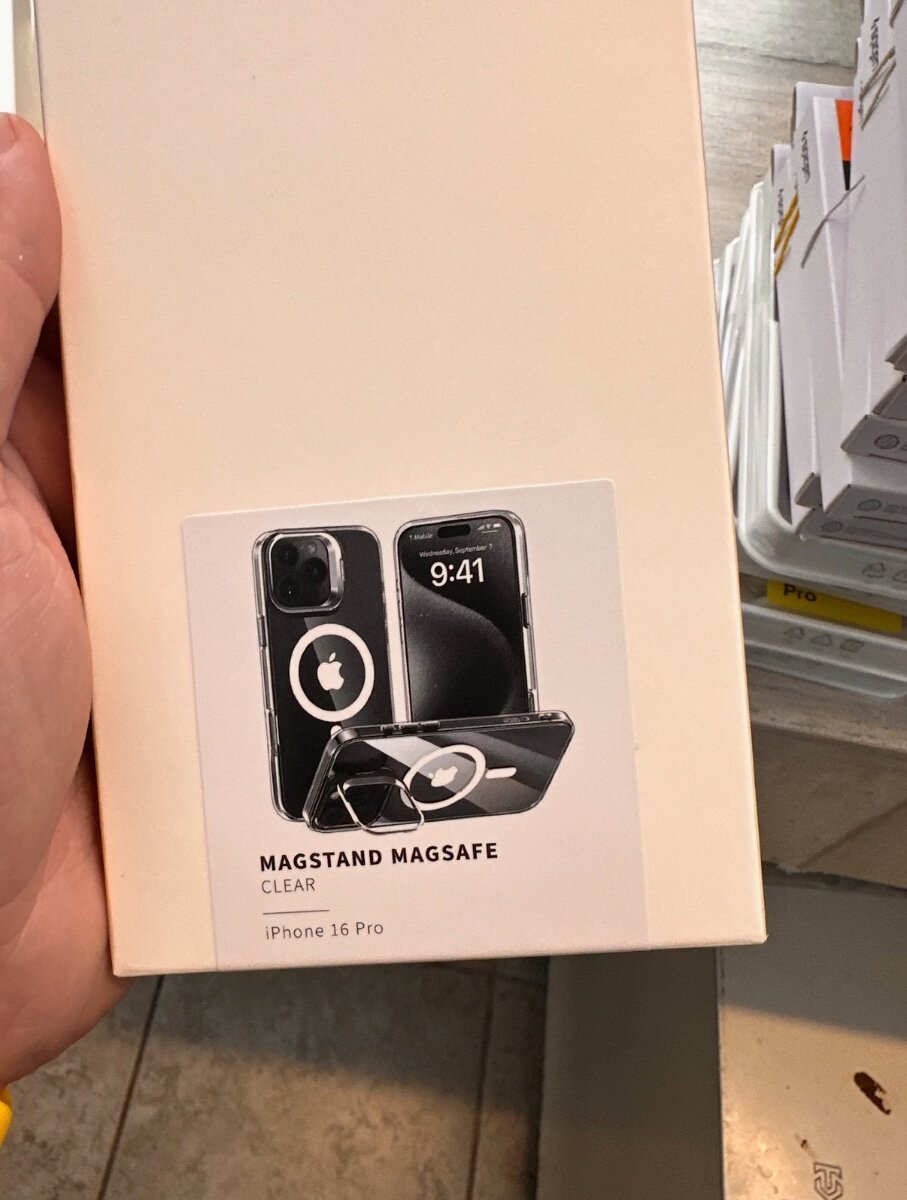 T-Mobile
Wednesday, September 7
9:41
MAGSTAND MAGSAFE
CLEAR
iPhone 16 Pro
Pro